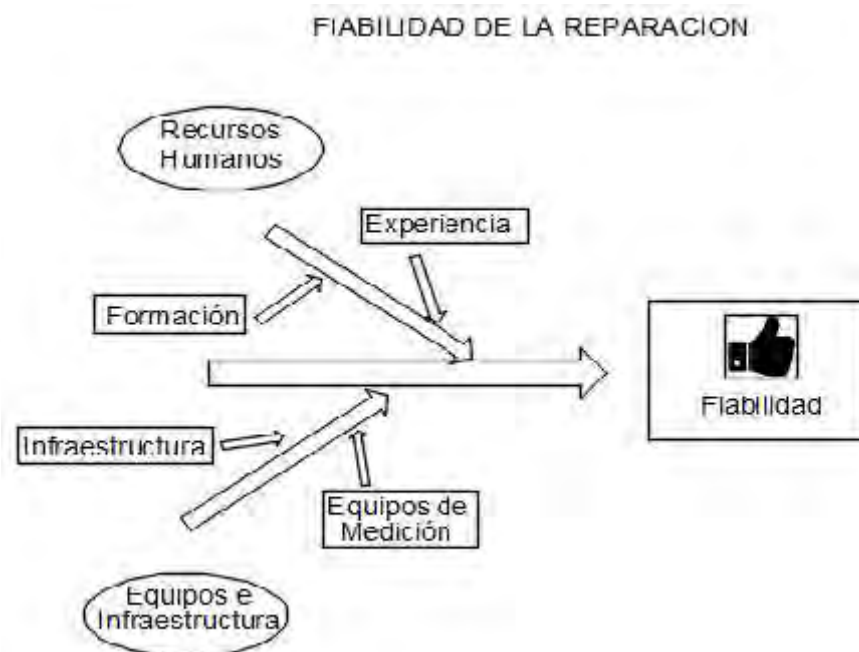 FIABILIDAD DE LA REPARACION
Recursos
Humanos
Experiencia
Formación
Fiabilidad
Infraestructura
Equipos de
Medición
Equipos e
Infraestructura